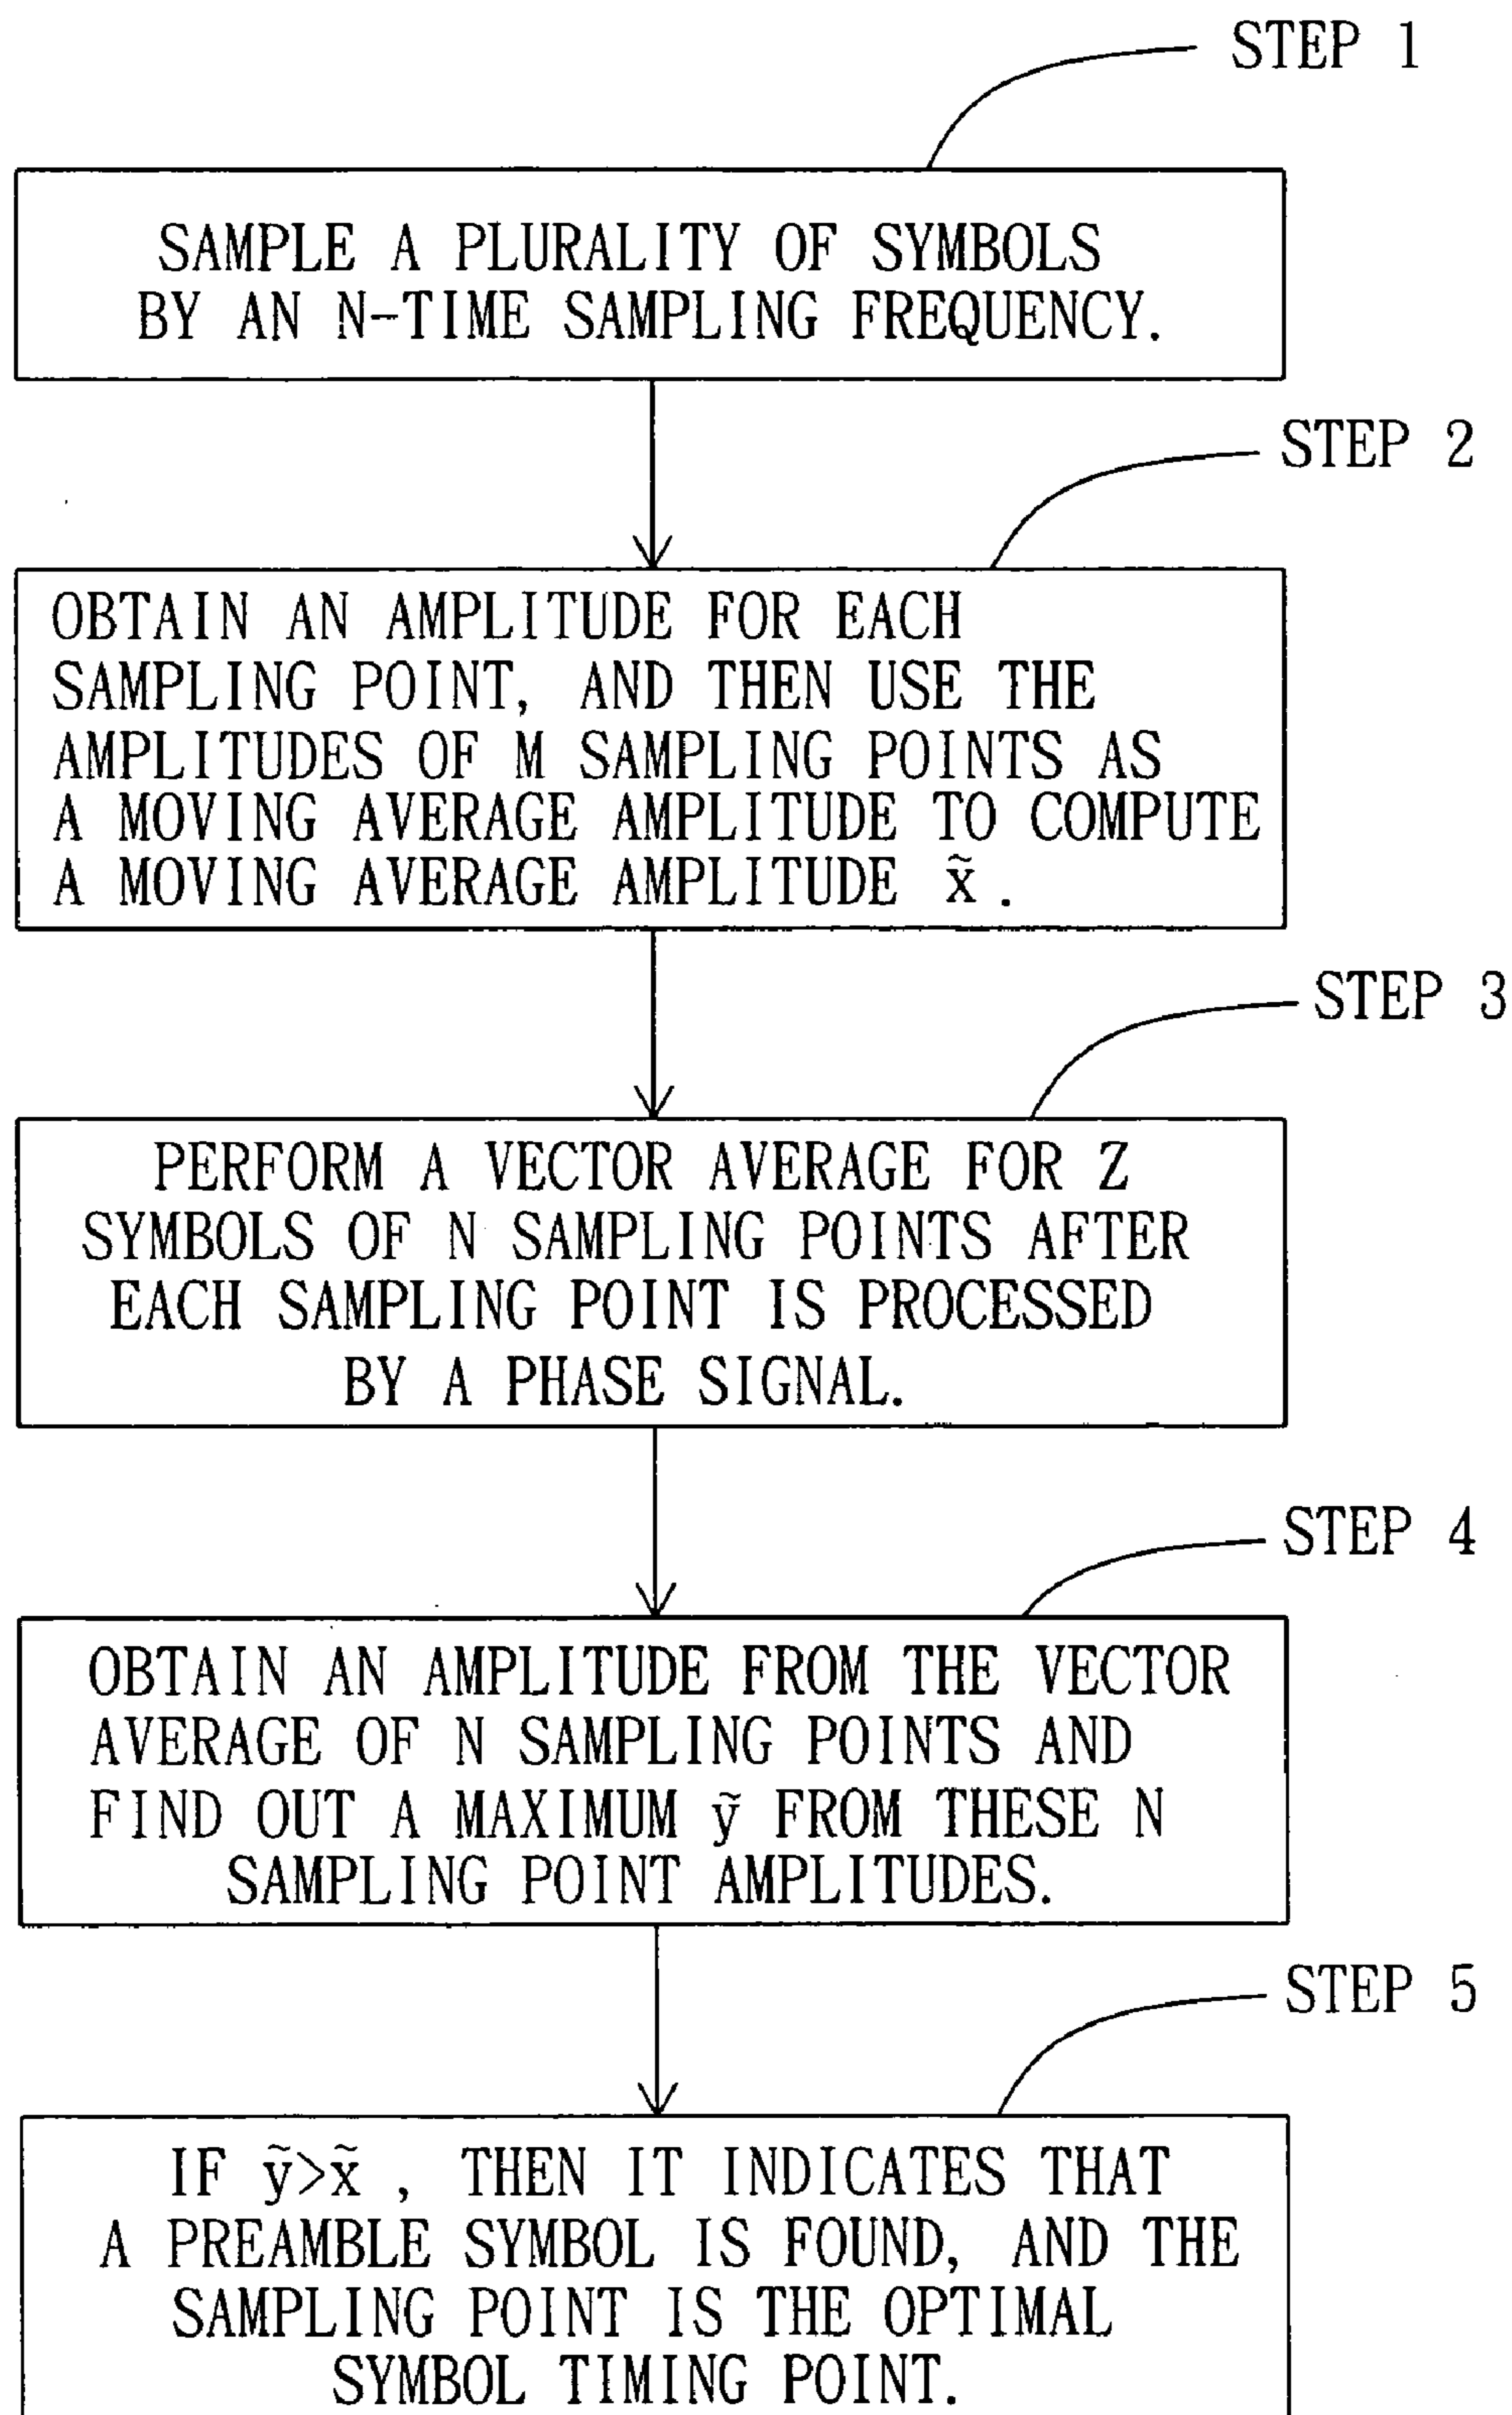 STEP 1
SAMPLE A PLURALITY OF SYMBOLS
BY AN N-TIME SAMPLING FREQUENCY.
STEP 2
OBTAIN AN AMPLITUDE FOR EACH
SAMPLING POINT, AND THEN USE THE
AMPLITUDES OF M SAMPLING POINTS AS
A MOVING AVERAGE AMPLITUDE TO COMPUTE
A MOVING AVERAGE AMPLITUDE x̃ .
STEP 3
PERFORM A VECTOR AVERAGE FOR Z
SYMBOLS OF N SAMPLING POINTS AFTER
EACH SAMPLING POINT IS PROCESSED
BY A PHASE SIGNAL.
STEP 4
OBTAIN AN AMPLITUDE FROM THE VECTOR
AVERAGE OF N SAMPLING POINTS AND
FIND OUT A MAXIMUM ỹ FROM THESE N
SAMPLING POINT AMPLITUDES.
STEP 5
IF ỹ>x̃ , THEN IT INDICATES THAT
A PREAMBLE SYMBOL IS FOUND, AND THE
SAMPLING POINT IS THE OPTIMAL
SYMBOL TIMING POINT.